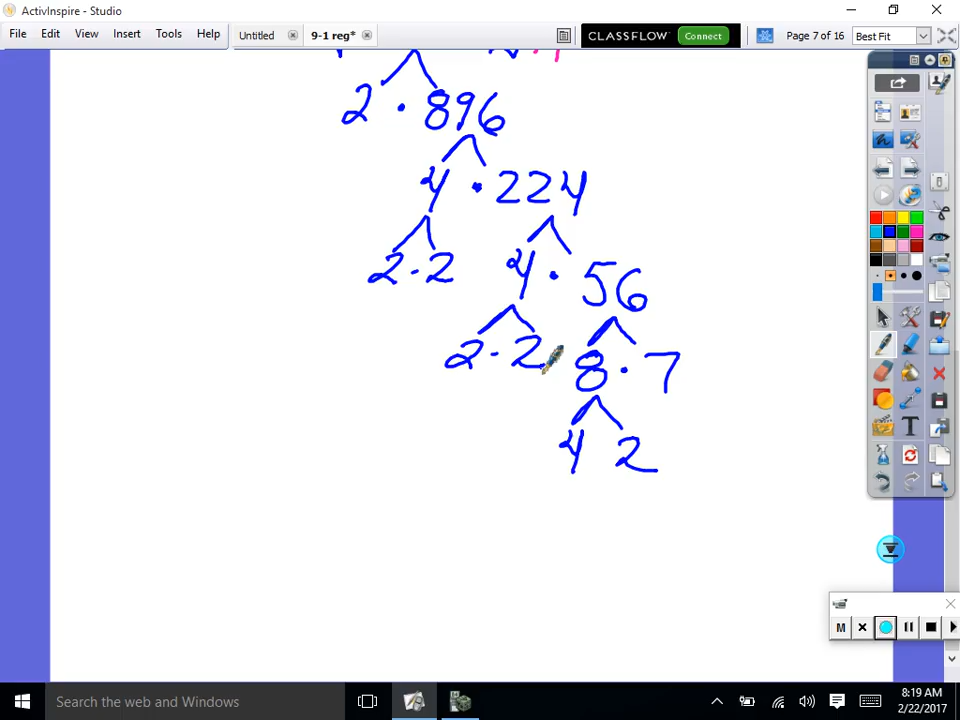 ActivInspire - Studio
File Edit View Insert Tools Help Untitled 9-1 reg* CLASSFLOW Connect Page 7 of 16 Best Fit
2 · 896
4 · 224
2 · 2 4 · 56
2 · 2 8 · 7
4 2
M
Search the web and Windows
8:19 AM
2/22/2017